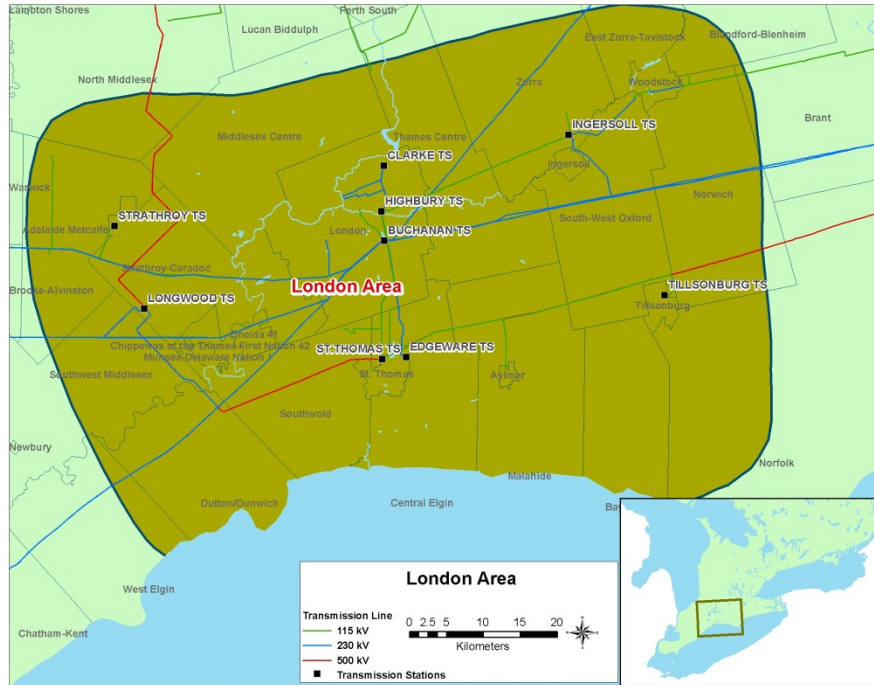 Lambton Shores
Perth South
Lucan Biddulph
East Zorra-Tavistock
Blandford-Blenheim
North Middlesex
Zorra
Woodstock
Brant
Middlesex Centre
Thames Centre
INGERSOLL TS
CLARKE TS
Ingersoll
Warwick
HIGHBURY TS
Norwich
STRATHROY TS
South-West Oxford
Adelaide Metcalfe
London
BUCHANAN TS
Strathroy-Caradoc
Brooke-Alvinston
London Area
TILLSONBURG TS
LONGWOOD TS
Tillsonburg
Oneida 41
Chippewas of the Thames First Nation 42
Munsee-Delaware Nation 1
ST.THOMAS TS
EDGEWARE TS
Southwest Middlesex
St. Thomas
Aylmer
Southwold
Newbury
Norfolk
Malahide
Dutton/Dunwich
Central Elgin
Bay
West Elgin
Chatham-Kent
London Area
Transmission Line
115 kV
230 kV
500 kV
Transmission Stations
0 2.5 5 10 15 20
Kilometers